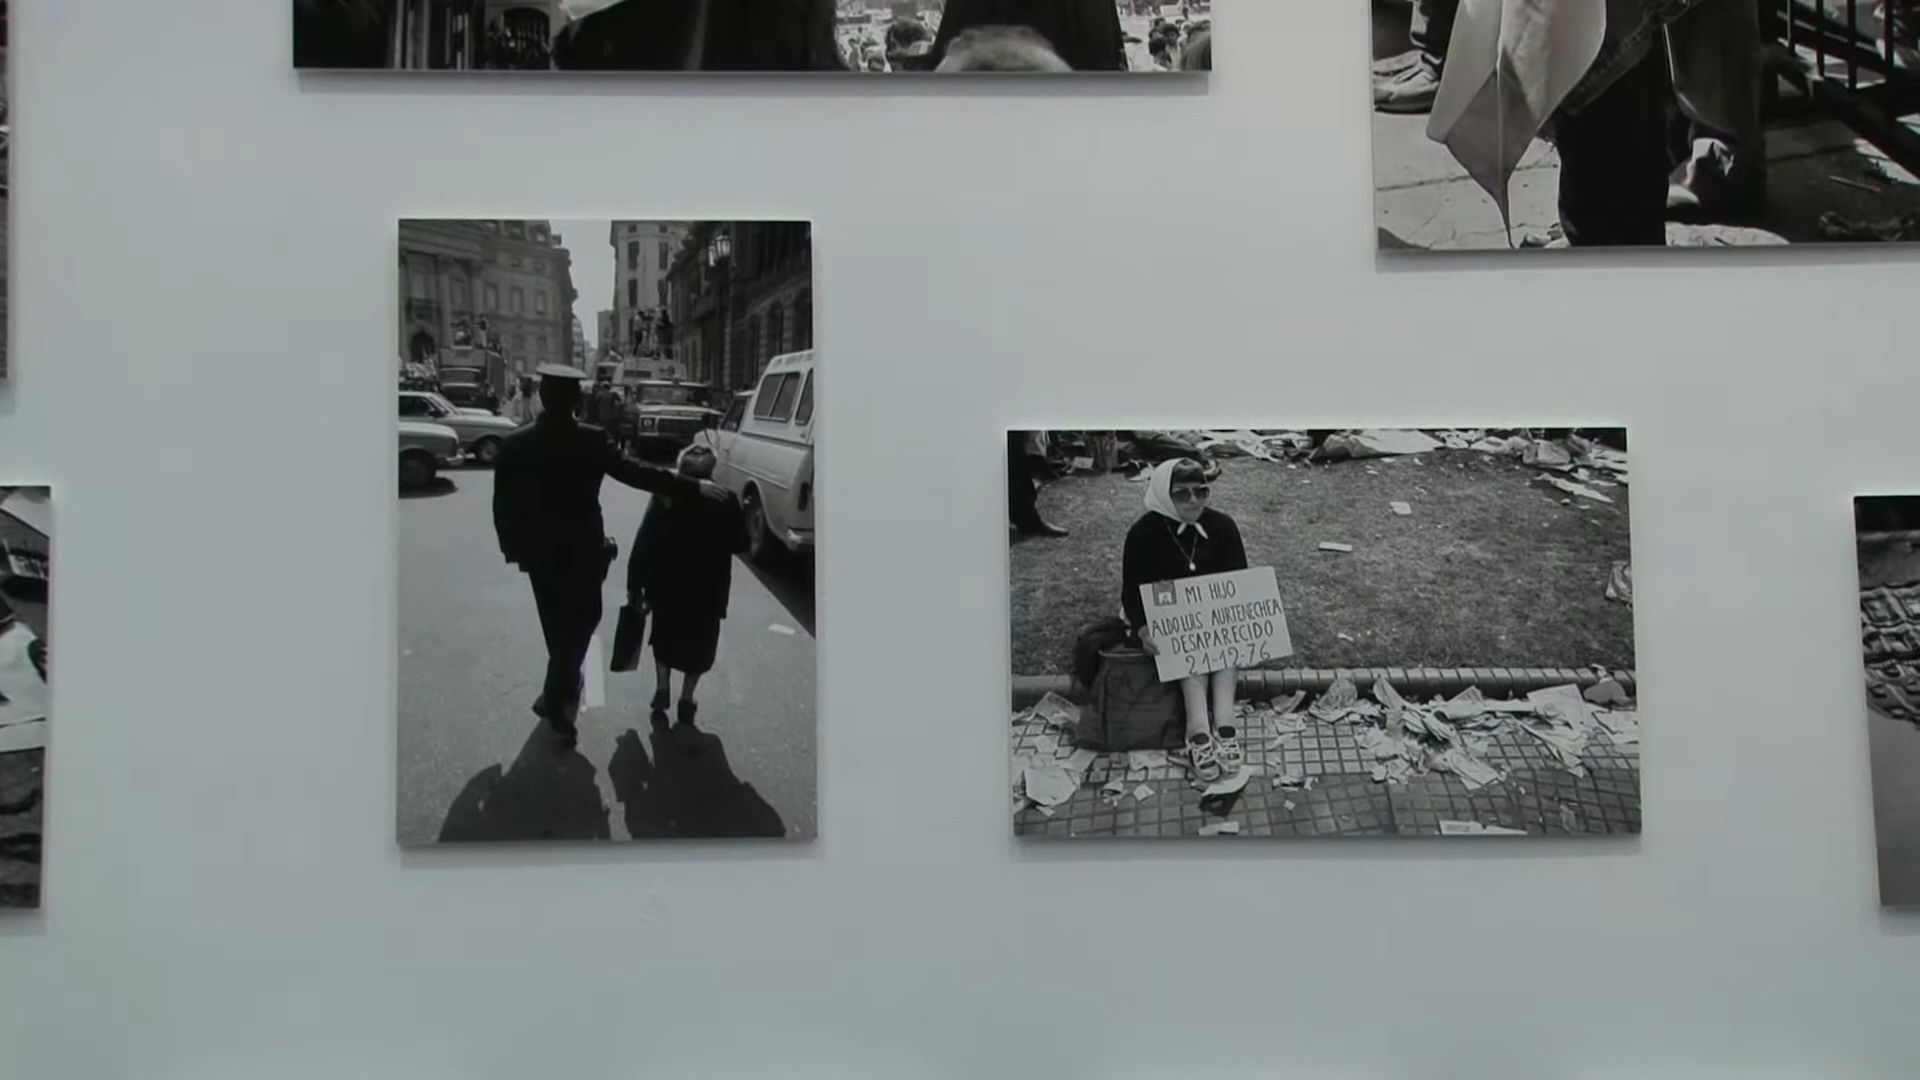 MI HIJO
ALDO LUIS AURTENECHEA
DESAPARECIDO
21-12-76